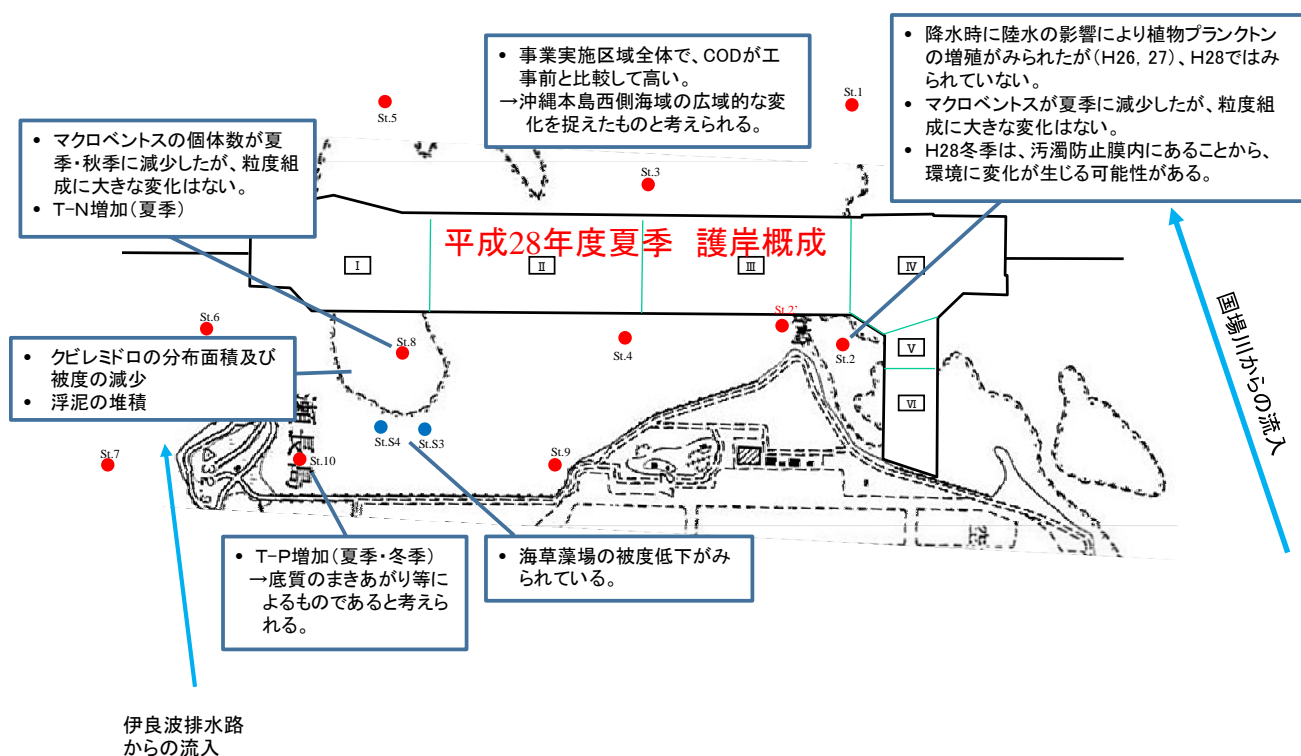 • 事業実施区域全体で、CODが工
事前と比較して高い。
→沖縄本島西側海域の広域的な変
化を捉えたものと考えられる。
• 降水時に陸水の影響により植物プランクトン
の増殖がみられたが(H26, 27)、H28ではみ
られていない。
• マクロベントスが夏季に減少したが、粒度組
成に大きな変化はない。
• H28冬季は、汚濁防止膜内にあることから、
環境に変化が生じる可能性がある。
St.5
St.1
• マクロベントスの個体数が夏
季・秋季に減少したが、粒度組
成に大きな変化はない。
• T-N増加(夏季)
St.3
平成28年度夏季 護岸概成
Ⅰ
Ⅱ
Ⅲ
Ⅳ
国場川からの流入
St.6
St.8
St.4
St.2'
St.2
Ⅴ
Ⅵ
• クビレミドロの分布面積及び
被度の減少
• 浮泥の堆積
St.S4
St.S3
瀬長島
St.7
St.10
St.9
• T-P増加(夏季・冬季)
→底質のまきあがり等に
よるものであると考えら
れる。
• 海草藻場の被度低下がみ
られている。
伊良波排水路
からの流入